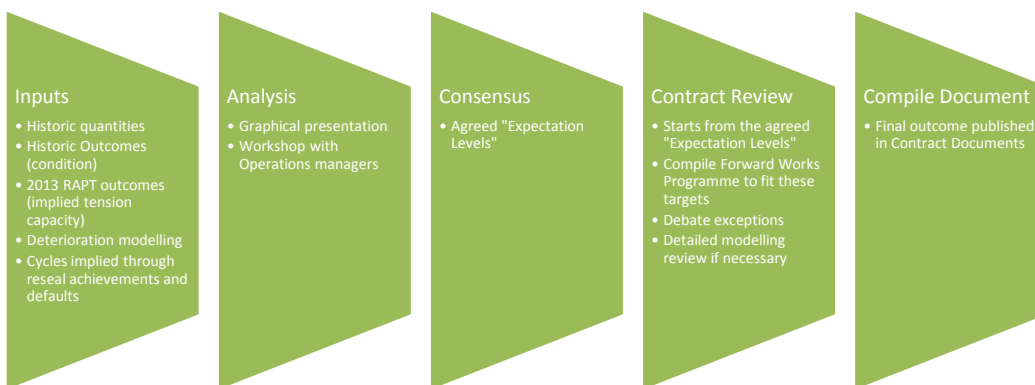 Inputs
• Historic quantities
• Historic Outcomes
(condition)
• 2013 RAPT outcomes
(implied tension
capacity)
• Deterioration modelling
• Cycles implied through
reseal achievements and
defaults
Analysis
• Graphical presentation
• Workshop with
Operations managers
Consensus
• Agreed "Expectation
Levels"
Contract Review
• Starts from the agreed
"Expectation Levels"
• Compile Forward Works
Programme to fit these
targets
• Debate exceptions
• Detailed modelling
review if necessary
Compile Document
• Final outcome published
in Contract Documents